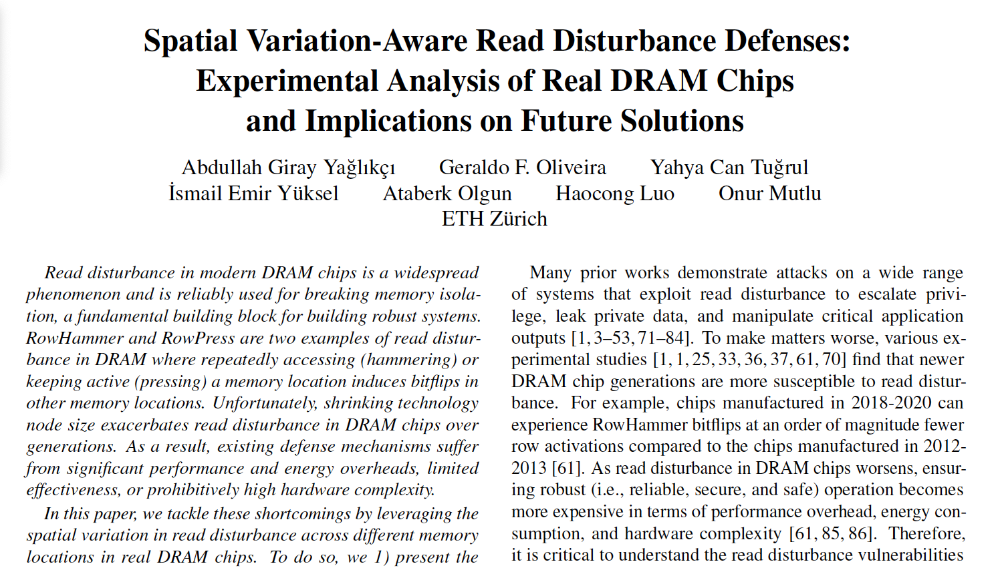 Spatial Variation-Aware Read Disturbance Defenses:
Experimental Analysis of Real DRAM Chips
and Implications on Future Solutions
Abdullah Giray Yağlıkçı Geraldo F. Oliveira Yahya Can Tuğrul
İsmail Emir Yüksel Ataberk Olgun Haocong Luo Onur Mutlu
ETH Zürich
Read disturbance in modern DRAM chips is a widespread
phenomenon and is reliably used for breaking memory isola-
tion, a fundamental building block for building robust systems.
RowHammer and RowPress are two examples of read distur-
bance in DRAM where repeatedly accessing (hammering) or
keeping active (pressing) a memory location induces bitflips in
other memory locations. Unfortunately, shrinking technology
node size exacerbates read disturbance in DRAM chips over
generations. As a result, existing defense mechanisms suffer
from significant performance and energy overheads, limited
effectiveness, or prohibitively high hardware complexity.
In this paper, we tackle these shortcomings by leveraging the
spatial variation in read disturbance across different memory
locations in real DRAM chips. To do so, we 1) present the
Many prior works demonstrate attacks on a wide range
of systems that exploit read disturbance to escalate privi-
lege, leak private data, and manipulate critical application
outputs [1, 3–53, 71–84]. To make matters worse, various ex-
perimental studies [1, 1, 25, 33, 36, 37, 61, 70] find that newer
DRAM chip generations are more susceptible to read distur-
bance. For example, chips manufactured in 2018-2020 can
experience RowHammer bitflips at an order of magnitude fewer
row activations compared to the chips manufactured in 2012-
2013 [61]. As read disturbance in DRAM chips worsens, ensur-
ing robust (i.e., reliable, secure, and safe) operation becomes
more expensive in terms of performance overhead, energy con-
sumption, and hardware complexity [61, 85, 86]. Therefore,
it is critical to understand the read disturbance vulnerabilities